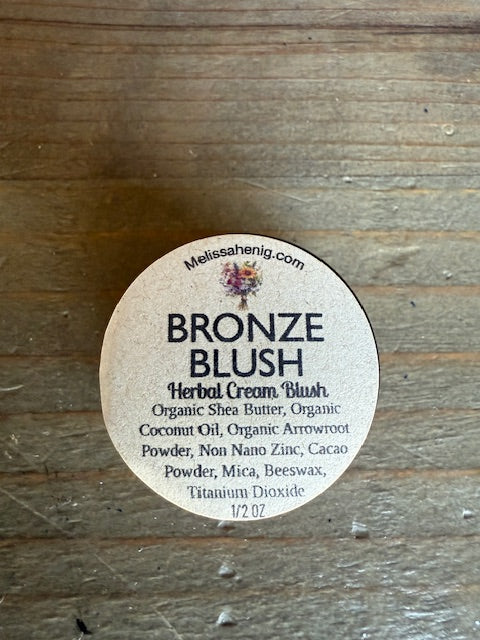 Melissahenig.com
BRONZE
BLUSH
Herbal Cream Blush
Organic Shea Butter, Organic
Coconut Oil, Organic Arrowroot
Powder, Non Nano Zinc, Cacao
Powder, Mica, Beeswax,
Titanium Dioxide
1/2 OZ